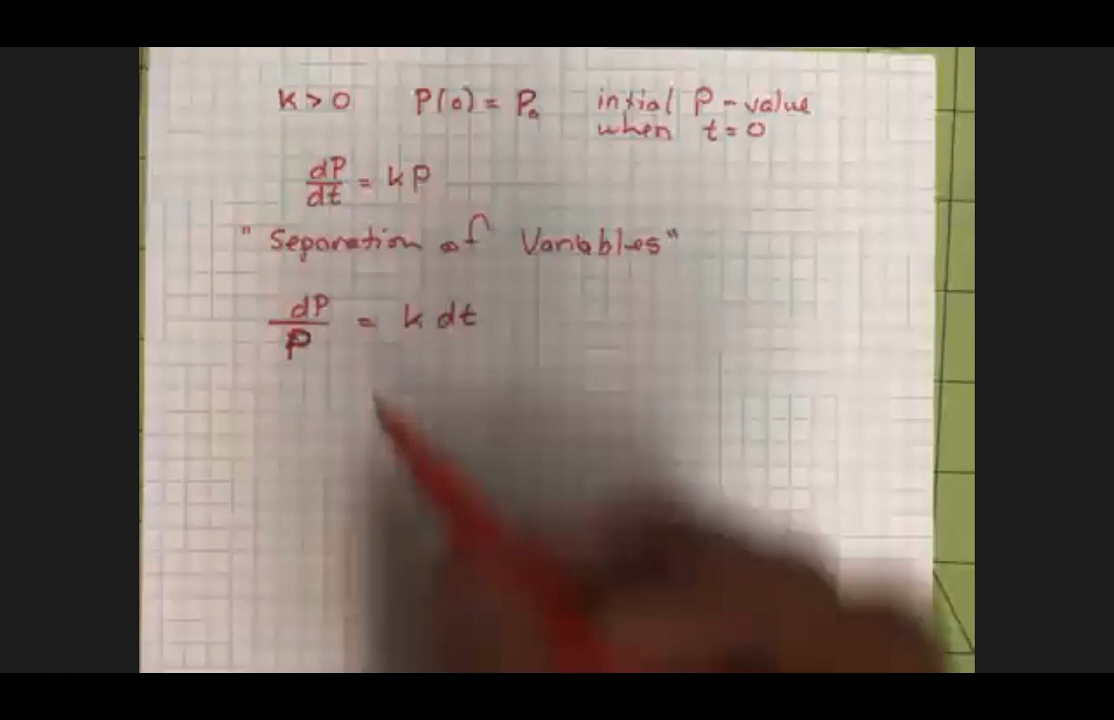 k > 0 P(0) = P₀ initial P-value
when t = 0
dP/dt = kP
"Separation of Variables"
dP/P = k dt